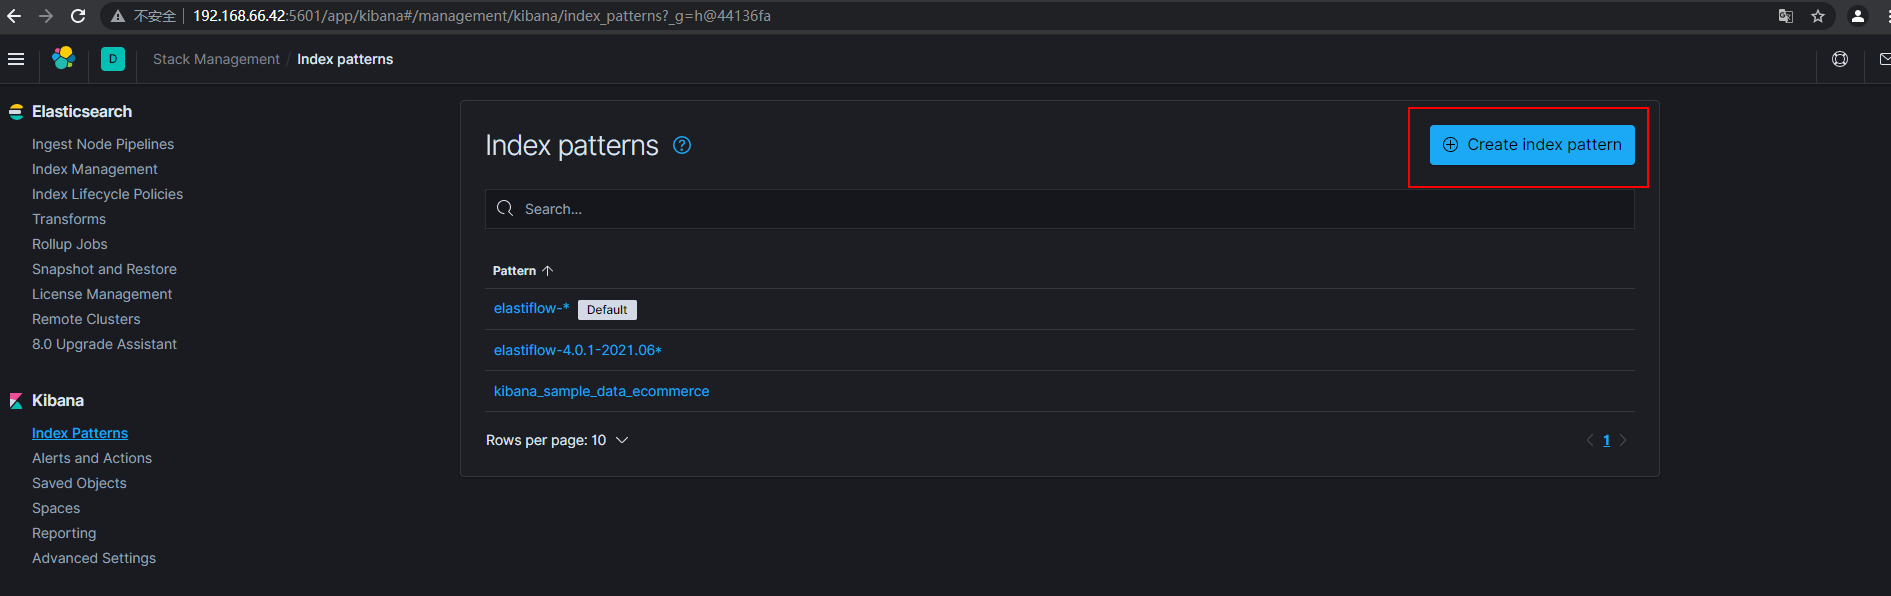 不安全 192.168.66.42:5601/app/kibana#/management/kibana/index_patterns?_g=h@44136fa
D Stack Management / Index patterns
Elasticsearch
Ingest Node Pipelines
Index Management
Index Lifecycle Policies
Transforms
Rollup Jobs
Snapshot and Restore
License Management
Remote Clusters
8.0 Upgrade Assistant
Kibana
Index Patterns
Alerts and Actions
Saved Objects
Spaces
Reporting
Advanced Settings
Index patterns ?
Create index pattern
Search...
Pattern
elastiflow-* Default
elastiflow-4.0.1-2021.06*
kibana_sample_data_ecommerce
Rows per page: 10
1